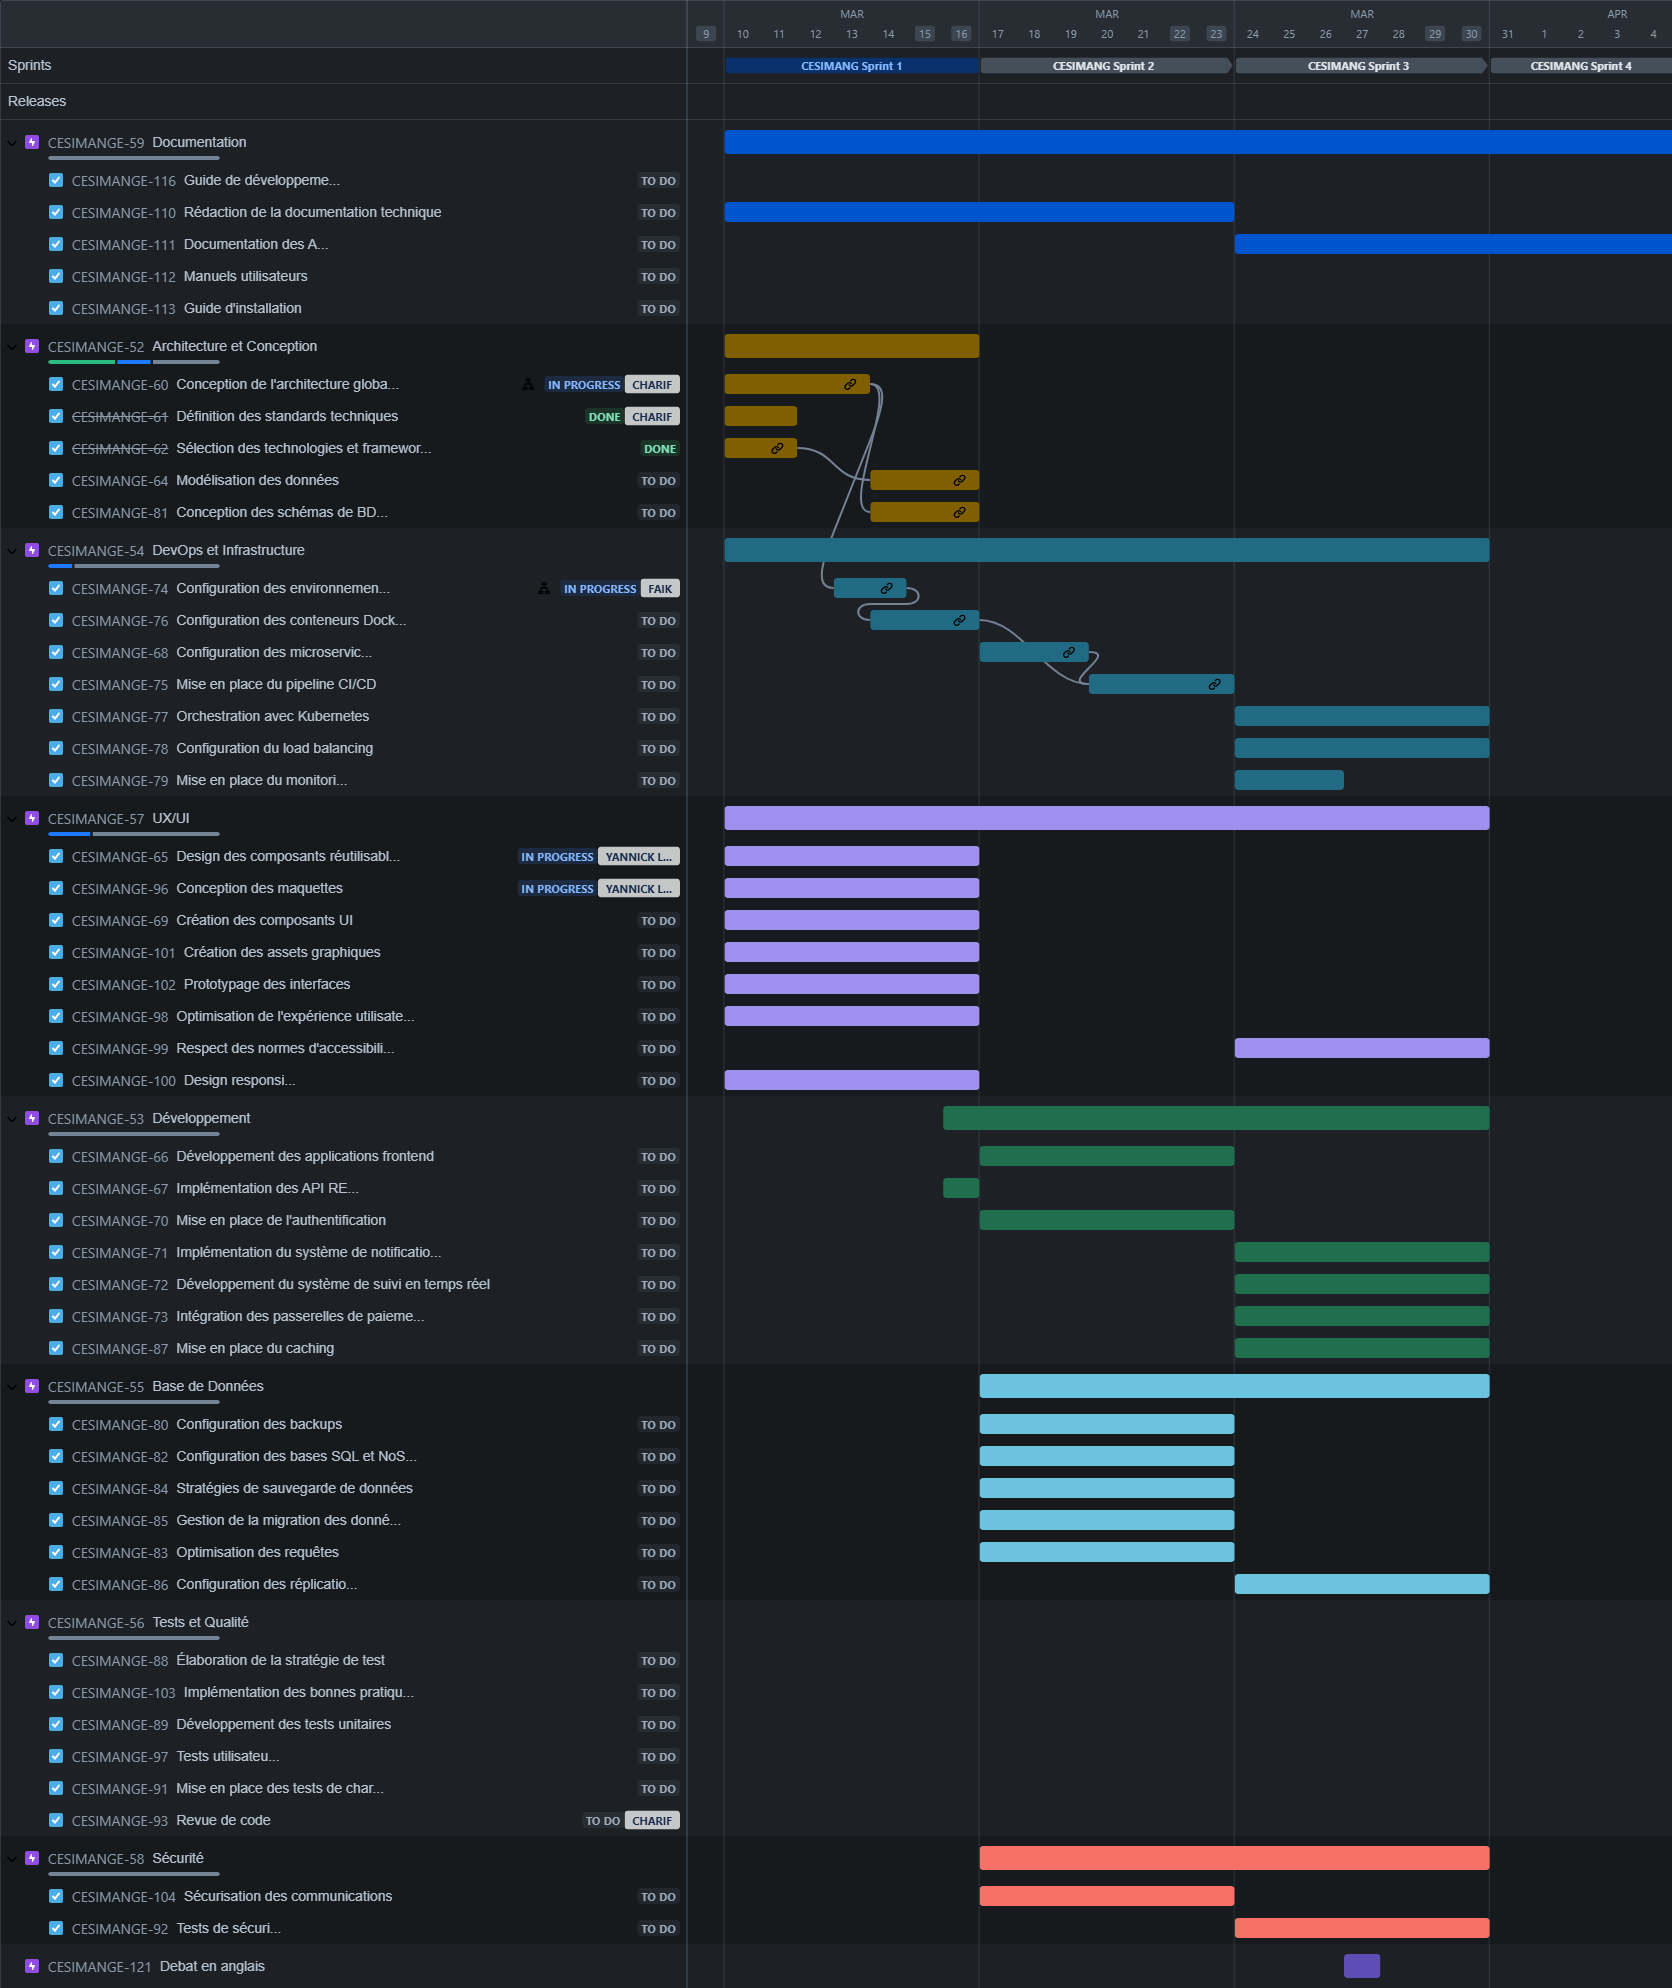 MAR MAR MAR APR
9 10 11 12 13 14 15 16 17 18 19 20 21 22 23 24 25 26 27 28 29 30 31 1 2 3 4
Sprints CESIMANG Sprint 1 CESIMANG Sprint 2 CESIMANG Sprint 3 CESIMANG Sprint 4
Releases
CESIMANGE-59 Documentation
CESIMANGE-116 Guide de développeme... TO DO
CESIMANGE-110 Rédaction de la documentation technique TO DO
CESIMANGE-111 Documentation des A... TO DO
CESIMANGE-112 Manuels utilisateurs TO DO
CESIMANGE-113 Guide d'installation TO DO
CESIMANGE-52 Architecture et Conception
CESIMANGE-60 Conception de l'architecture globa... IN PROGRESS CHARIF
CESIMANGE-61 Définition des standards techniques DONE CHARIF
CESIMANGE-62 Sélection des technologies et framewor... DONE
CESIMANGE-64 Modélisation des données TO DO
CESIMANGE-81 Conception des schémas de BD... TO DO
CESIMANGE-54 DevOps et Infrastructure
CESIMANGE-74 Configuration des environnemen... IN PROGRESS FAIK
CESIMANGE-76 Configuration des conteneurs Dock... TO DO
CESIMANGE-68 Configuration des microservic... TO DO
CESIMANGE-75 Mise en place du pipeline CI/CD TO DO
CESIMANGE-77 Orchestration avec Kubernetes TO DO
CESIMANGE-78 Configuration du load balancing TO DO
CESIMANGE-79 Mise en place du monitori... TO DO
CESIMANGE-57 UX/UI
CESIMANGE-65 Design des composants réutilisabl... IN PROGRESS YANNICK L...
CESIMANGE-96 Conception des maquettes IN PROGRESS YANNICK L...
CESIMANGE-69 Création des composants UI TO DO
CESIMANGE-101 Création des assets graphiques TO DO
CESIMANGE-102 Prototypage des interfaces TO DO
CESIMANGE-98 Optimisation de l'expérience utilisate... TO DO
CESIMANGE-99 Respect des normes d'accessibili... TO DO
CESIMANGE-100 Design responsi... TO DO
CESIMANGE-53 Développement
CESIMANGE-66 Développement des applications frontend TO DO
CESIMANGE-67 Implémentation des API RE... TO DO
CESIMANGE-70 Mise en place de l'authentification TO DO
CESIMANGE-71 Implémentation du système de notificatio... TO DO
CESIMANGE-72 Développement du système de suivi en temps réel TO DO
CESIMANGE-73 Intégration des passerelles de paieme... TO DO
CESIMANGE-87 Mise en place du caching TO DO
CESIMANGE-55 Base de Données
CESIMANGE-80 Configuration des backups TO DO
CESIMANGE-82 Configuration des bases SQL et NoS... TO DO
CESIMANGE-84 Stratégies de sauvegarde de données TO DO
CESIMANGE-85 Gestion de la migration des donné... TO DO
CESIMANGE-83 Optimisation des requêtes TO DO
CESIMANGE-86 Configuration des réplicatio... TO DO
CESIMANGE-56 Tests et Qualité
CESIMANGE-88 Élaboration de la stratégie de test TO DO
CESIMANGE-103 Implémentation des bonnes pratiqu... TO DO
CESIMANGE-89 Développement des tests unitaires TO DO
CESIMANGE-97 Tests utilisateu... TO DO
CESIMANGE-91 Mise en place des tests de char... TO DO
CESIMANGE-93 Revue de code TO DO CHARIF
CESIMANGE-58 Sécurité
CESIMANGE-104 Sécurisation des communications TO DO
CESIMANGE-92 Tests de sécuri... TO DO
CESIMANGE-121 Debat en anglais